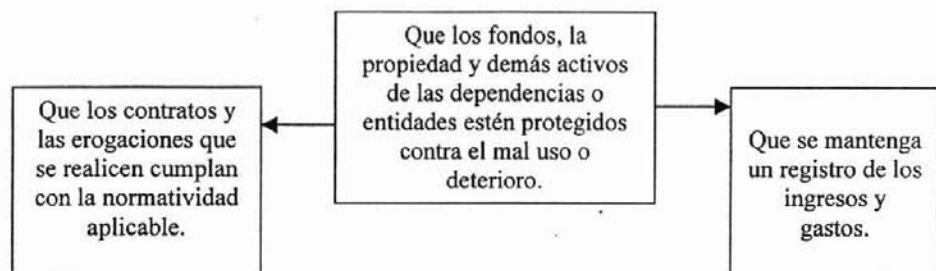 Que los fondos, la
propiedad y demás activos
de las dependencias o
entidades estén protegidos
contra el mal uso o
deterioro.
Que los contratos y
las erogaciones que
se realicen cumplan
con la normatividad
aplicable.
Que se mantenga
un registro de los
ingresos y
gastos.